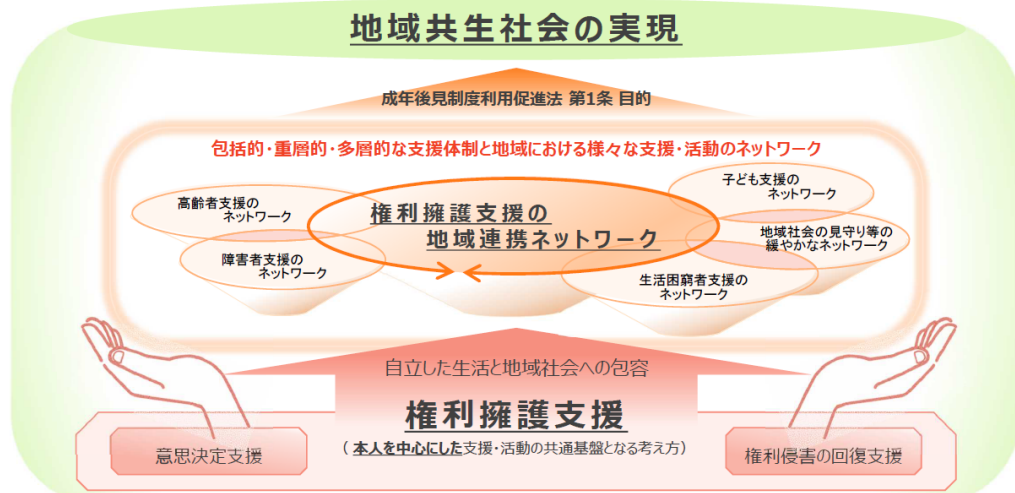 地域共生社会の実現
成年後見制度利用促進法 第1条 目的
包括的・重層的・多層的な支援体制と地域における様々な支援・活動のネットワーク
高齢者支援の
ネットワーク
障害者支援の
ネットワーク
権利擁護支援の
地域連携ネットワーク
子ども支援の
ネットワーク
地域社会の見守り等の
緩やかなネットワーク
生活困窮者支援の
ネットワーク
自立した生活と地域社会への包容
権利擁護支援
（ 本人を中心にした支援・活動の共通基盤となる考え方）
意思決定支援
権利侵害の回復支援